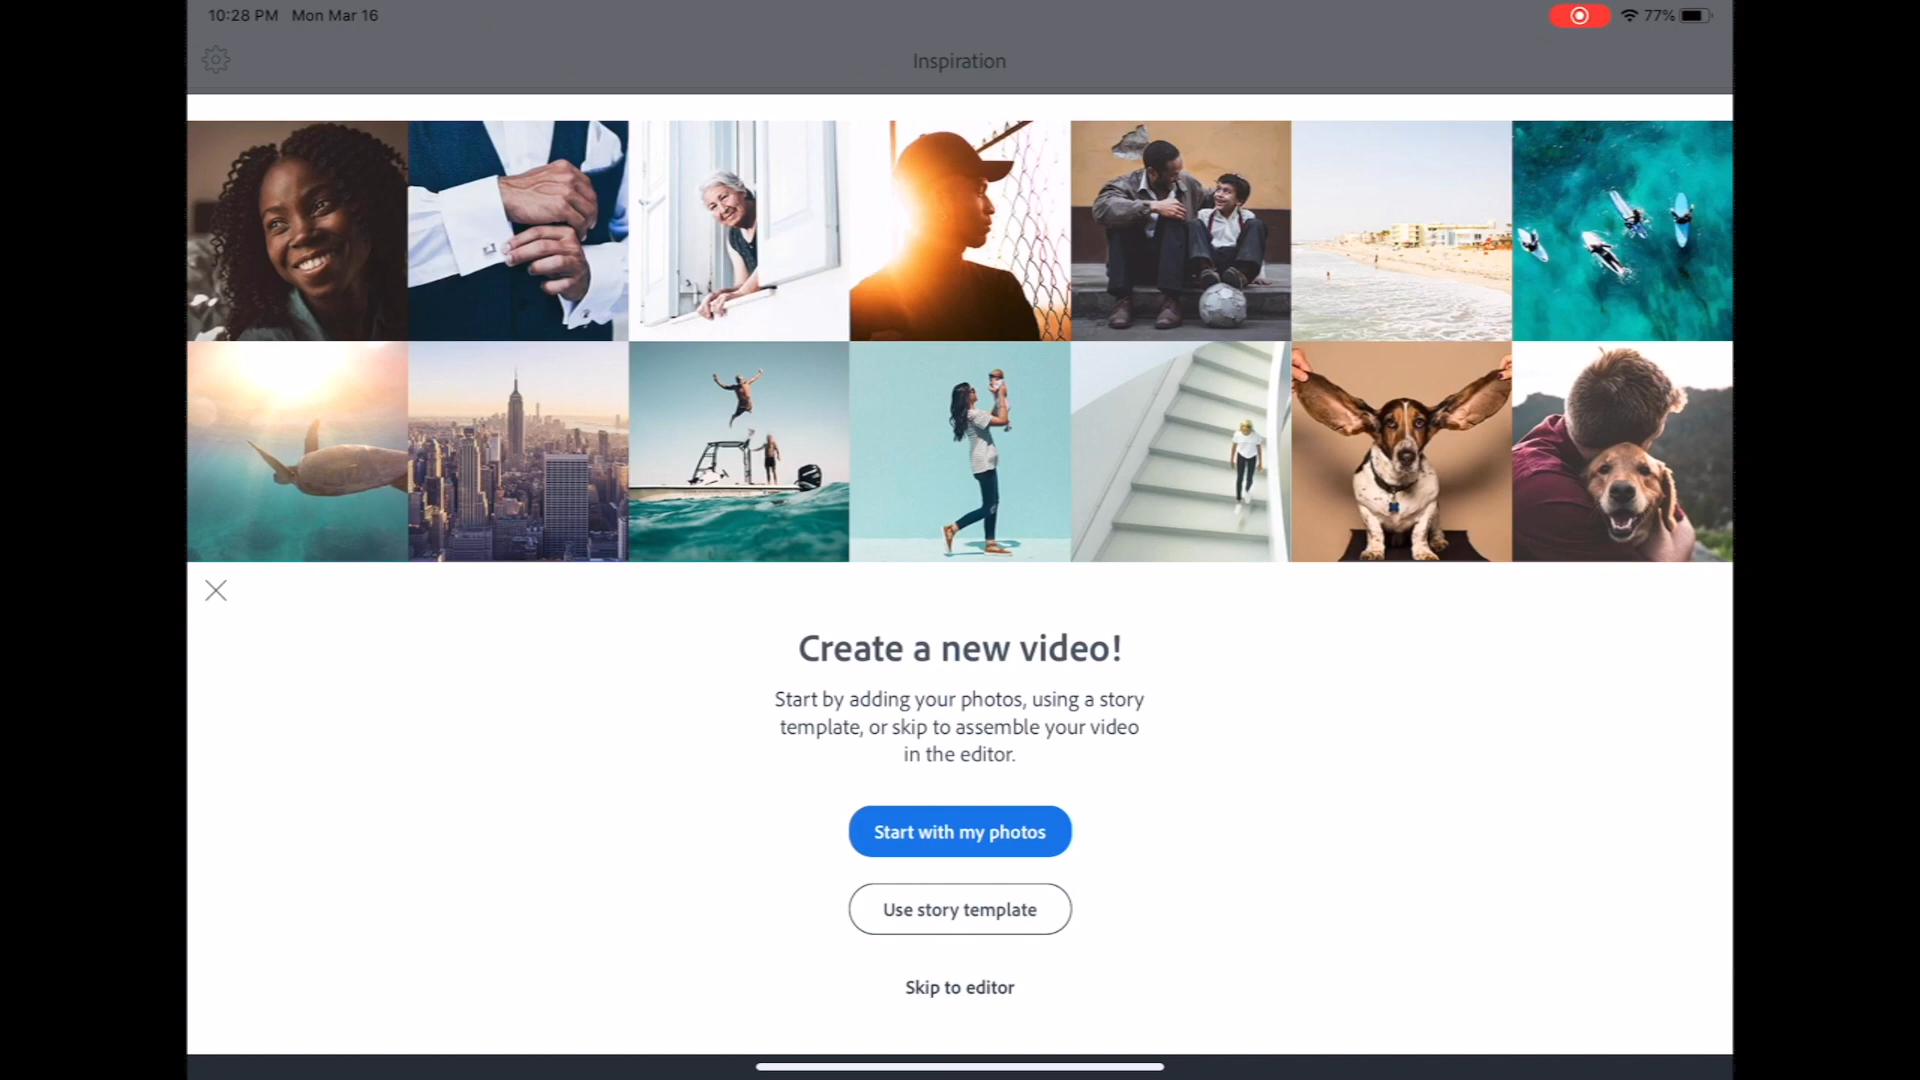 10:28 PM Mon Mar 16
77%
Inspiration
Create a new video!
Start by adding your photos, using a story
template, or skip to assemble your video
in the editor.
Start with my photos
Use story template
Skip to editor